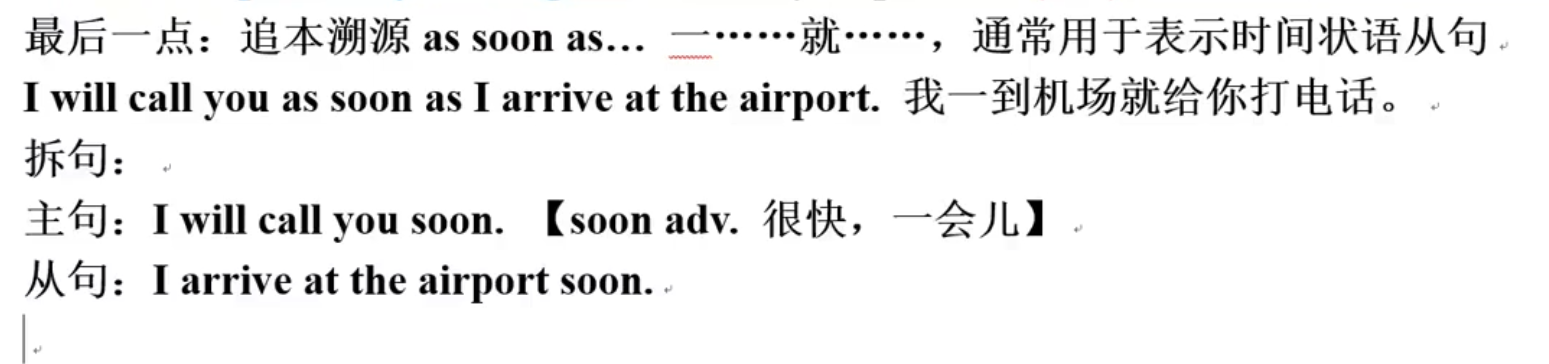 最后一点：追本溯源 as soon as… 一……就……，通常用于表示时间状语从句
I will call you as soon as I arrive at the airport. 我一到机场就给你打电话。
拆句：
主句：I will call you soon. 【soon adv. 很快，一会儿】
从句：I arrive at the airport soon.